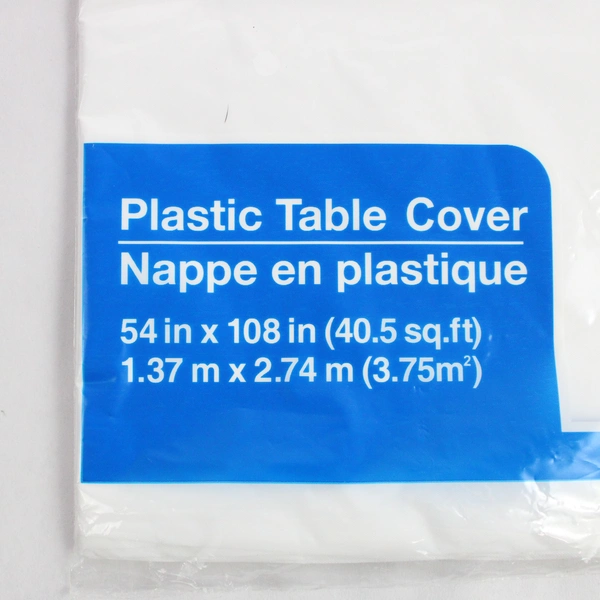 Plastic Table Cover
Nappe en plastique
54 in x 108 in (40.5 sq.ft)
1.37 m x 2.74 m (3.75m²)